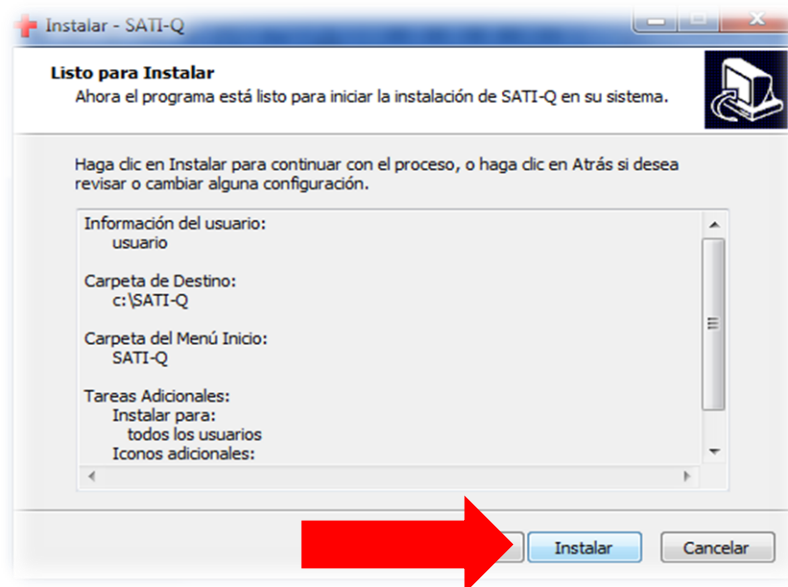 Instalar - SATI-Q
Listo para Instalar
Ahora el programa está listo para iniciar la instalación de SATI-Q en su sistema.
Haga clic en Instalar para continuar con el proceso, o haga clic en Atrás si desea
revisar o cambiar alguna configuración.
Información del usuario:
usuario
Carpeta de Destino:
c:\SATI-Q
Carpeta del Menú Inicio:
SATI-Q
Tareas Adicionales:
Instalar para:
todos los usuarios
Iconos adicionales:
Instalar
Cancelar